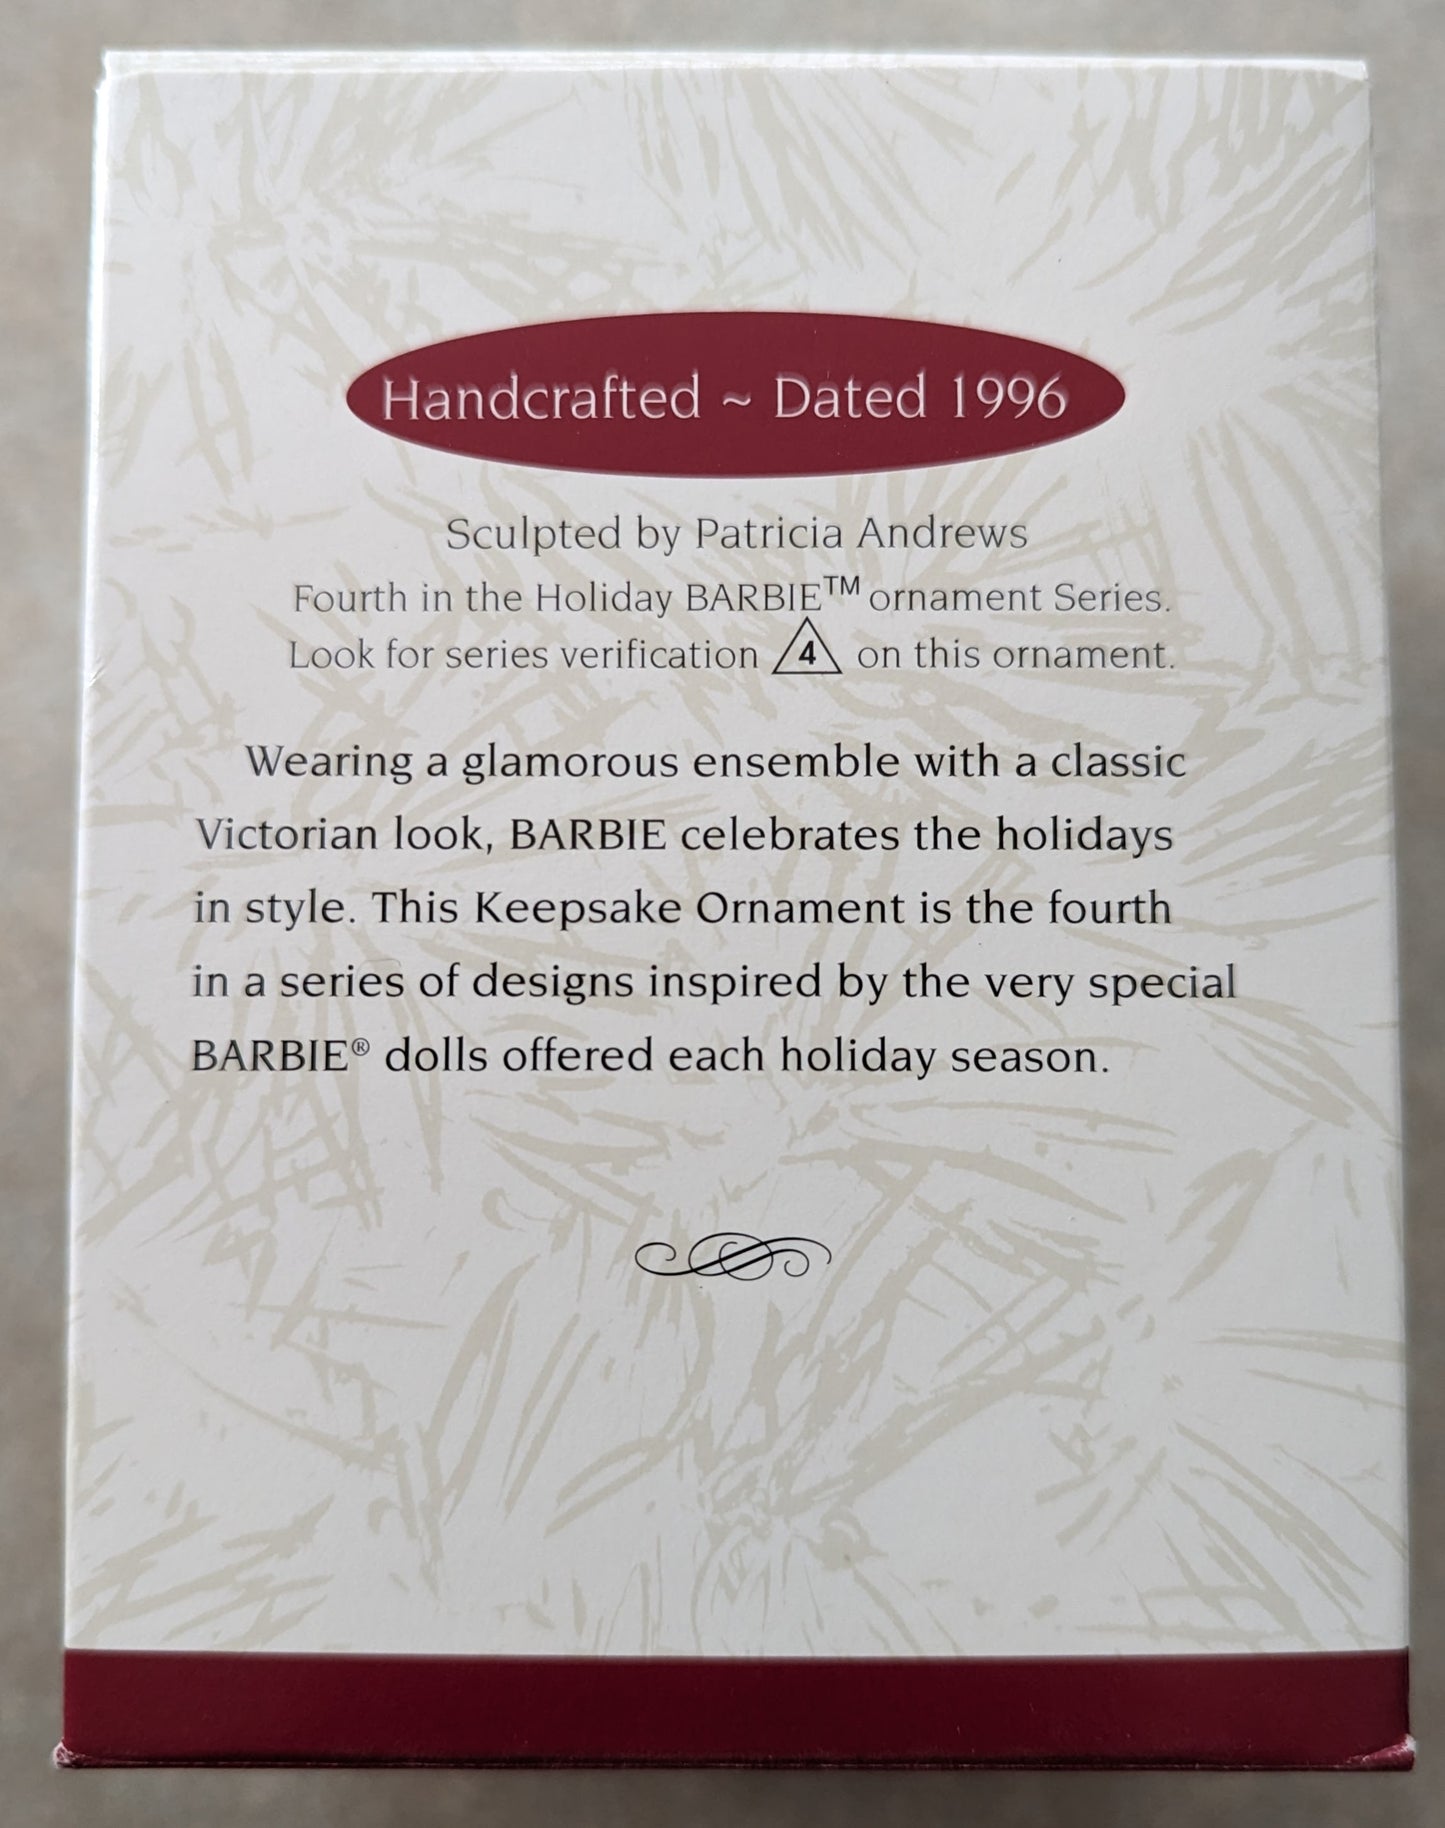 Handcrafted ~ Dated 1996
Sculpted by Patricia Andrews
Fourth in the Holiday BARBIE™ ornament Series.
Look for series verification 4 on this ornament.
Wearing a glamorous ensemble with a classic
Victorian look, BARBIE celebrates the holidays
in style. This Keepsake Ornament is the fourth
in a series of designs inspired by the very special
BARBIE® dolls offered each holiday season.